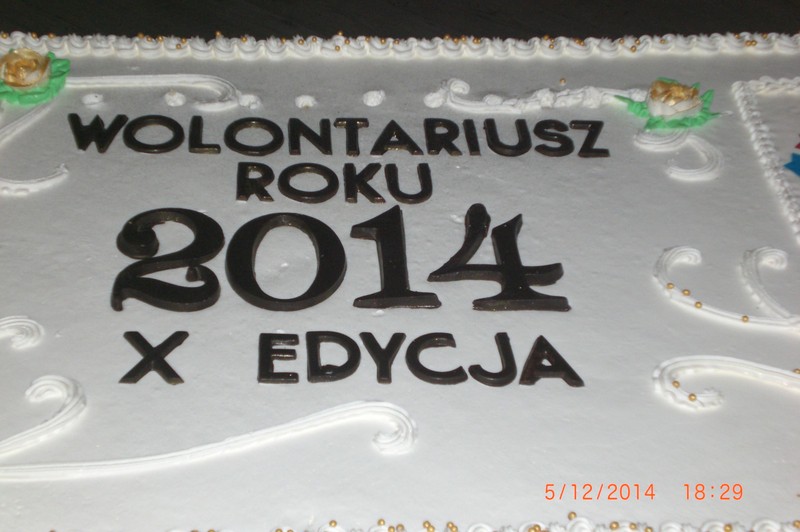 WOLONTARIUSZ
ROKU
2014
X EDYCJA
5/12/2014 18:29